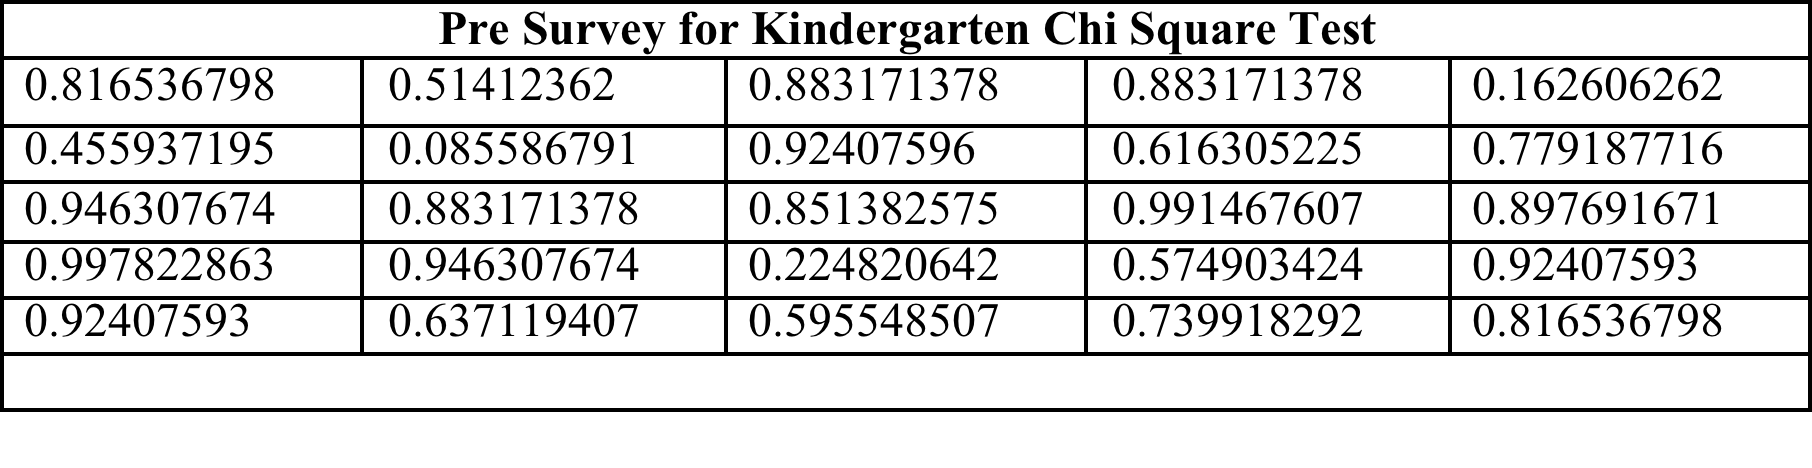 Pre Survey for Kindergarten Chi Square Test
0.816536798 0.51412362 0.883171378 0.883171378 0.162606262
0.455937195 0.085586791 0.92407596 0.616305225 0.779187716
0.946307674 0.883171378 0.851382575 0.991467607 0.897691671
0.997822863 0.946307674 0.224820642 0.574903424 0.92407593
0.92407593 0.637119407 0.595548507 0.739918292 0.816536798